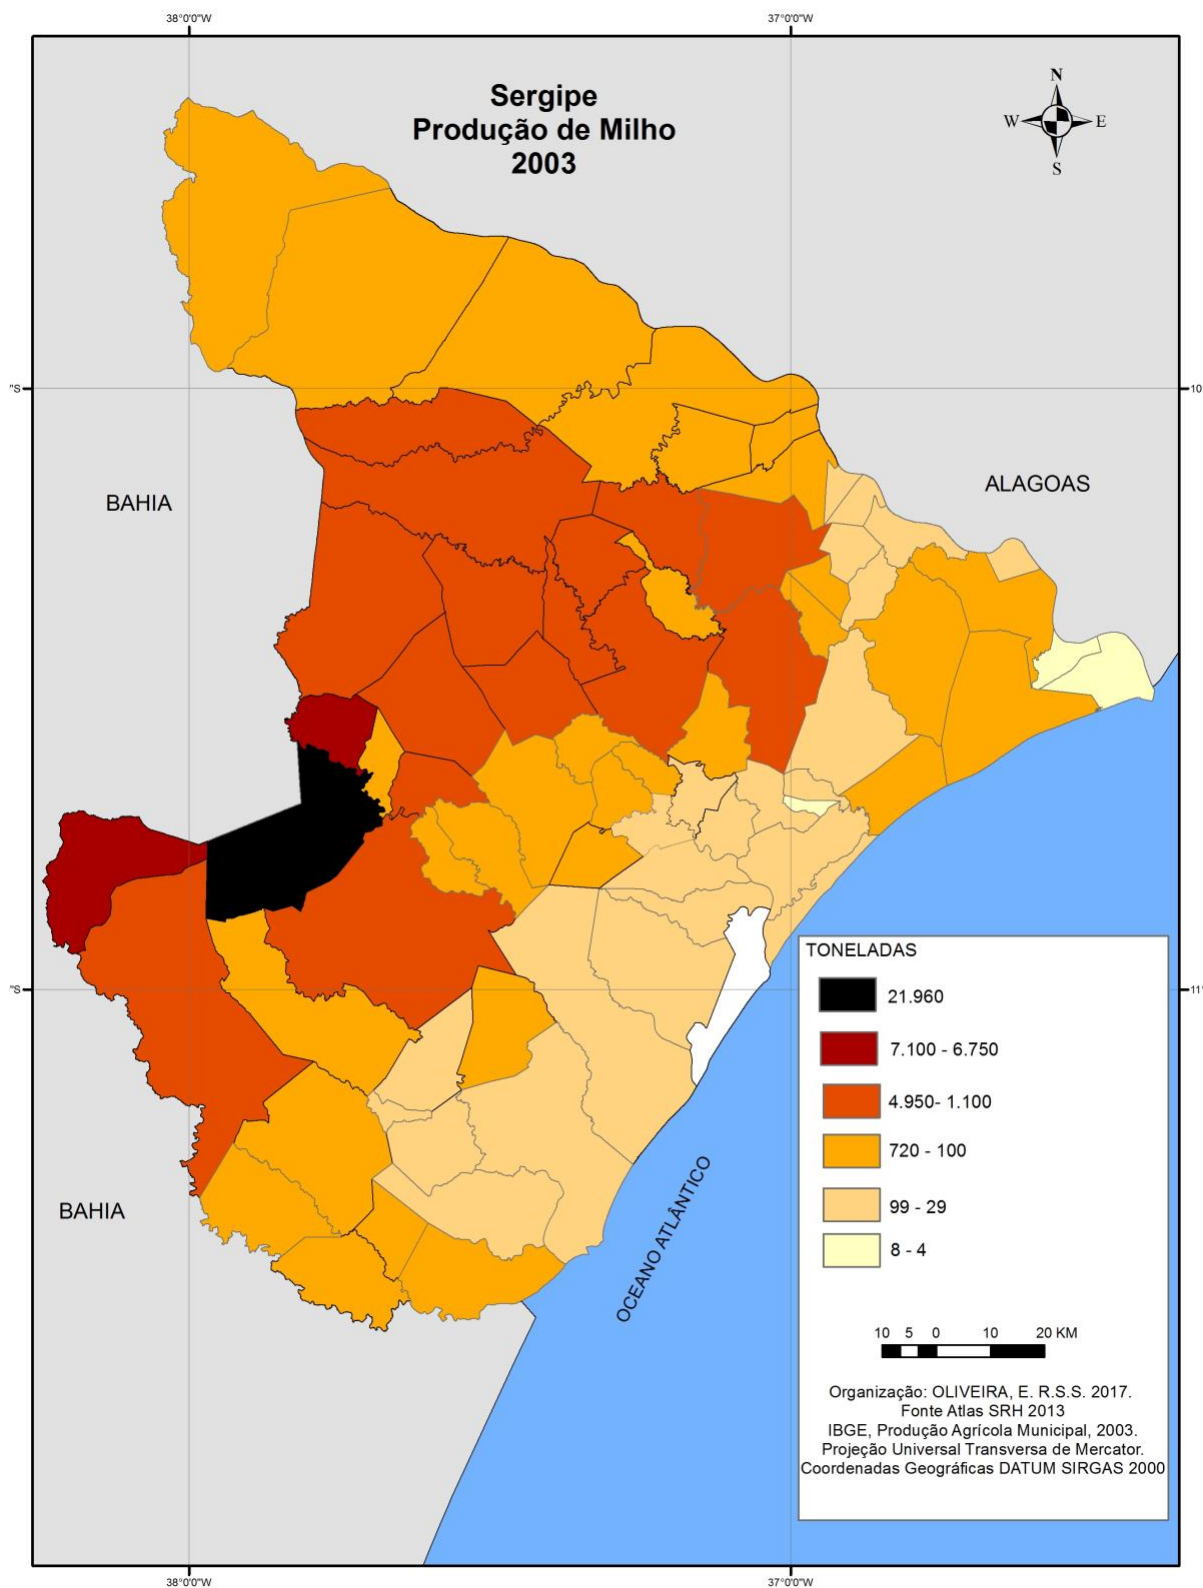 38°0'0"W
37°0'0"W
Sergipe
Produção de Milho
2003
N
W
E
S
"S
10
BAHIA
ALAGOAS
TONELADAS
21.960
7.100 - 6.750
4.950- 1.100
720 - 100
99 - 29
8 - 4
"S
11°
BAHIA
OCEANO ATLÂNTICO
10 5 0 10 20 KM
Organização: OLIVEIRA, E. R.S.S. 2017.
Fonte Atlas SRH 2013
IBGE, Produção Agrícola Municipal, 2003.
Projeção Universal Transversa de Mercator.
Coordenadas Geográficas DATUM SIRGAS 2000
38°0'0"W
37°0'0"W